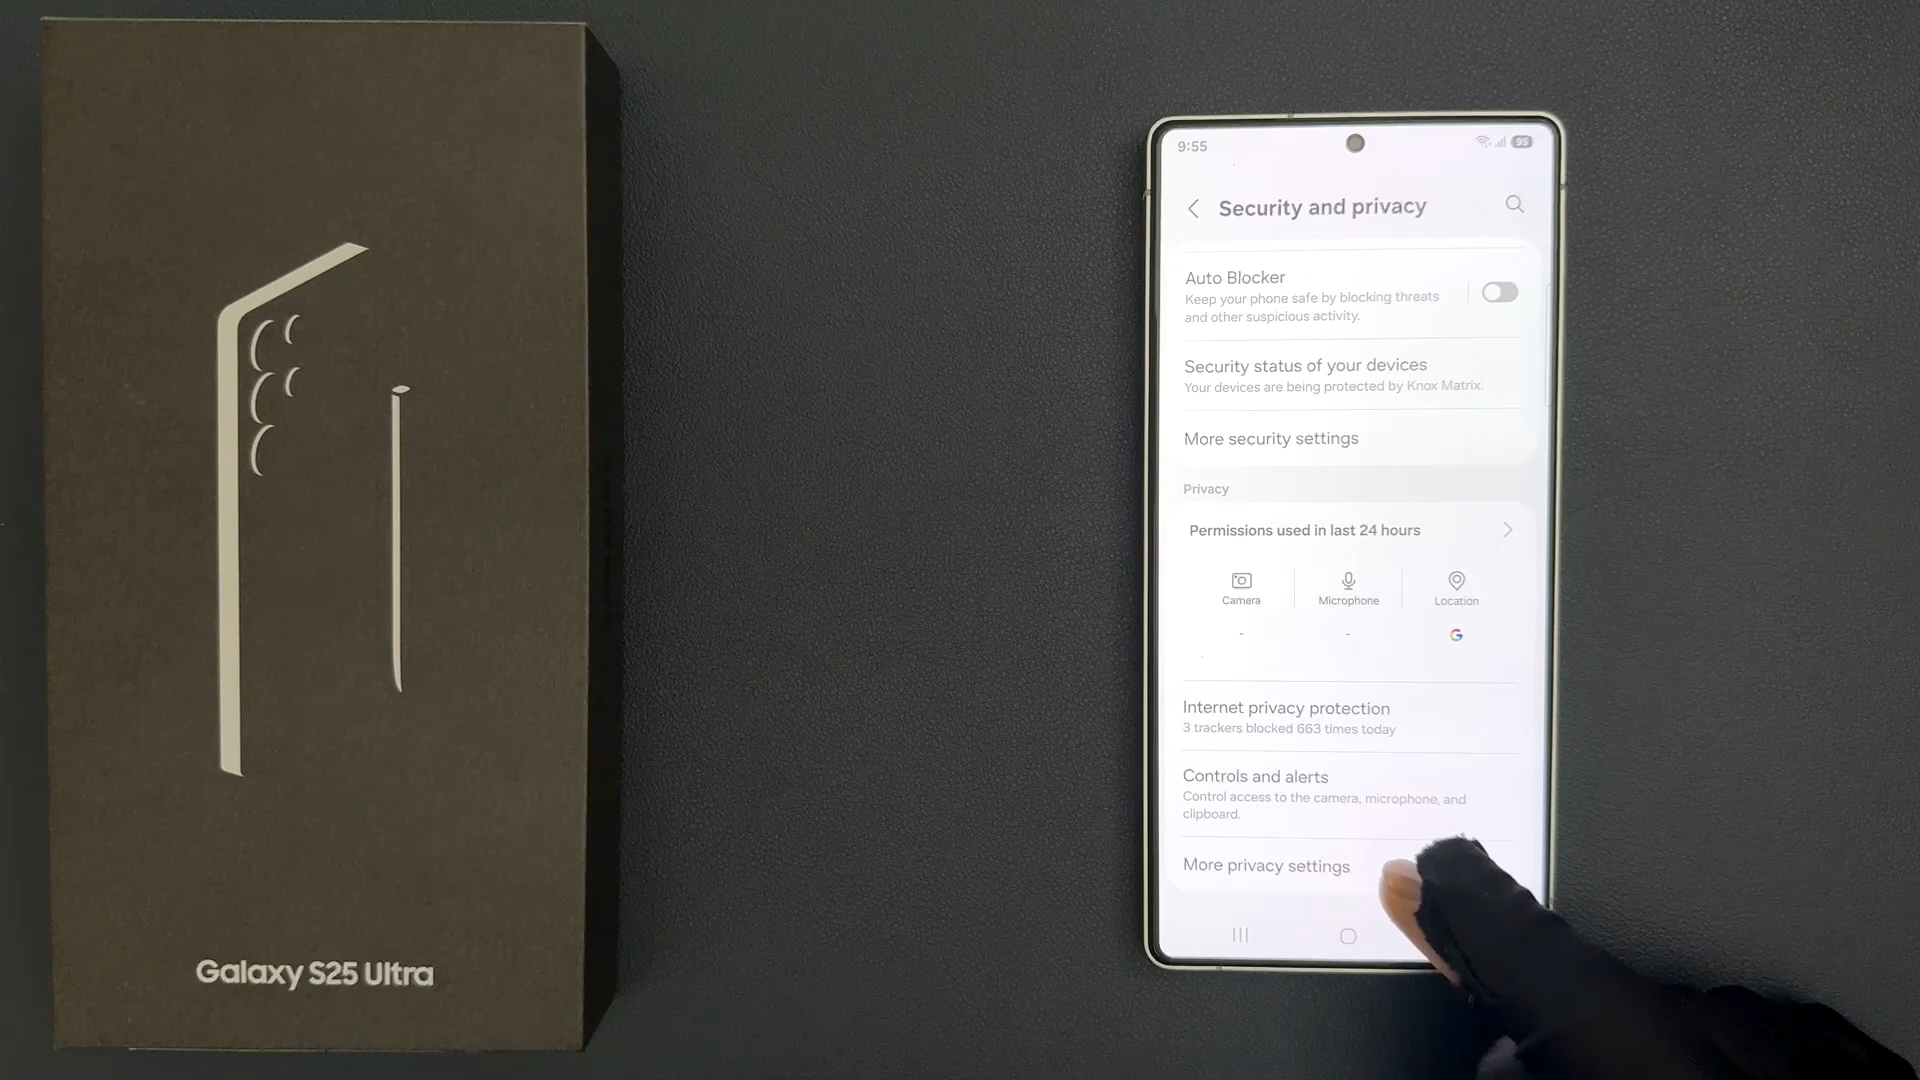 Galaxy S25 Ultra
9:55
95
Security and privacy
Auto Blocker
Keep your phone safe by blocking threats
and other suspicious activity.
Security status of your devices
Your devices are being protected by Knox Matrix.
More security settings
Privacy
Permissions used in last 24 hours
Camera
Microphone
Location
-
-
G
Internet privacy protection
3 trackers blocked 663 times today
Controls and alerts
Control access to the camera, microphone, and
clipboard.
More privacy settings